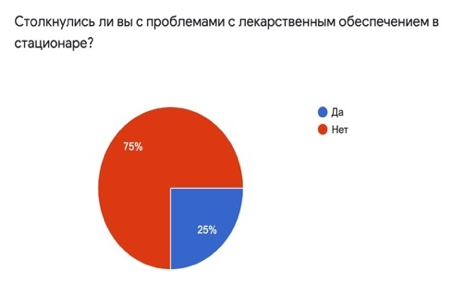 Столкнулись ли вы с проблемами с лекарственным обеспечением в
стационаре?
Да
Нет
75%
25%